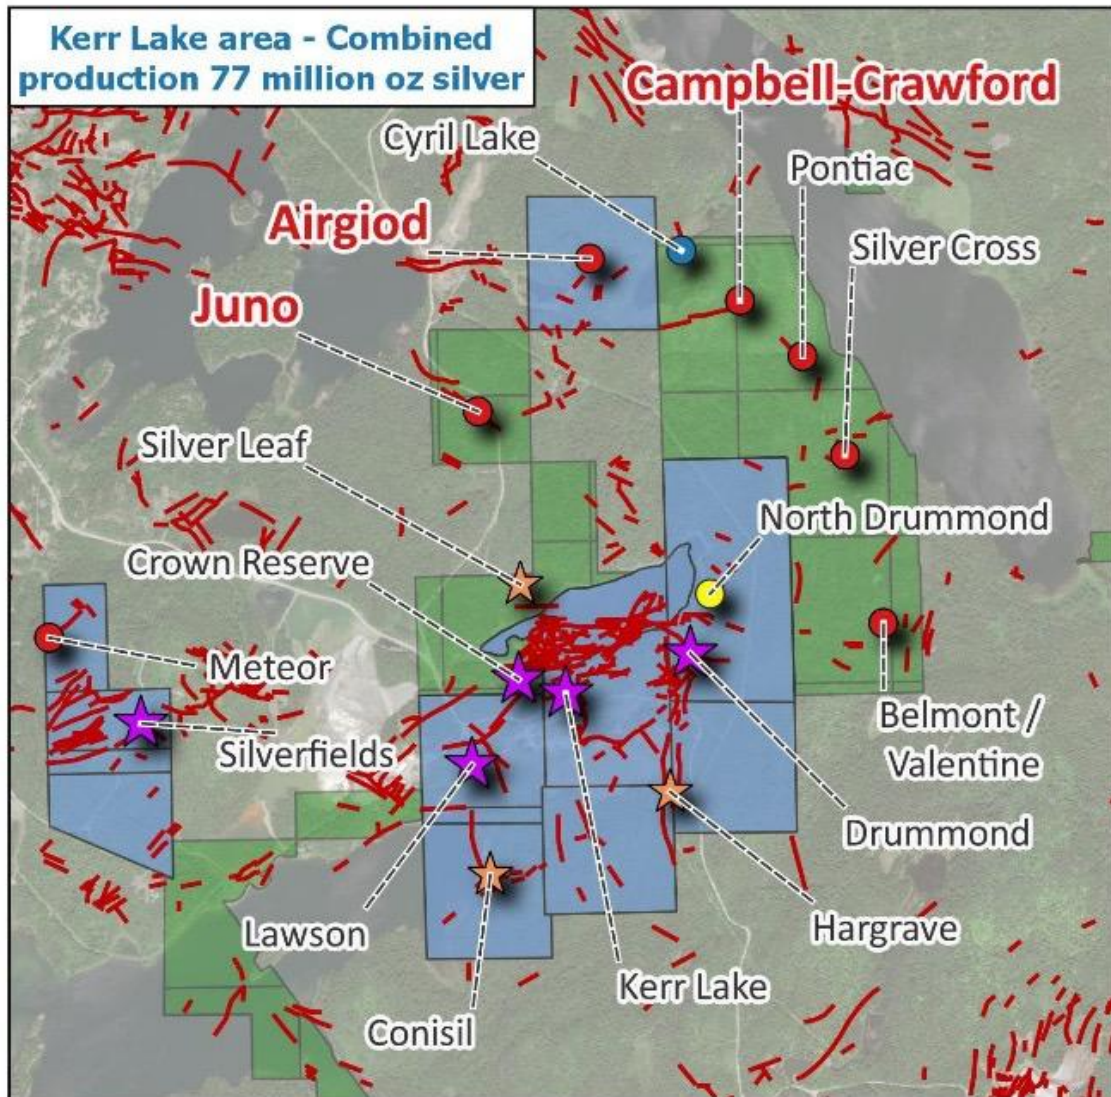 Kerr Lake area - Combined
production 77 million oz silver
Campbell-Crawford
Cyril Lake
Pontiac
Airgiod
Silver Cross
Juno
Silver Leaf
North Drummond
Crown Reserve
Meteor
Belmont /
Valentine
Silverfields
Drummond
Lawson
Hargrave
Kerr Lake
Conisil